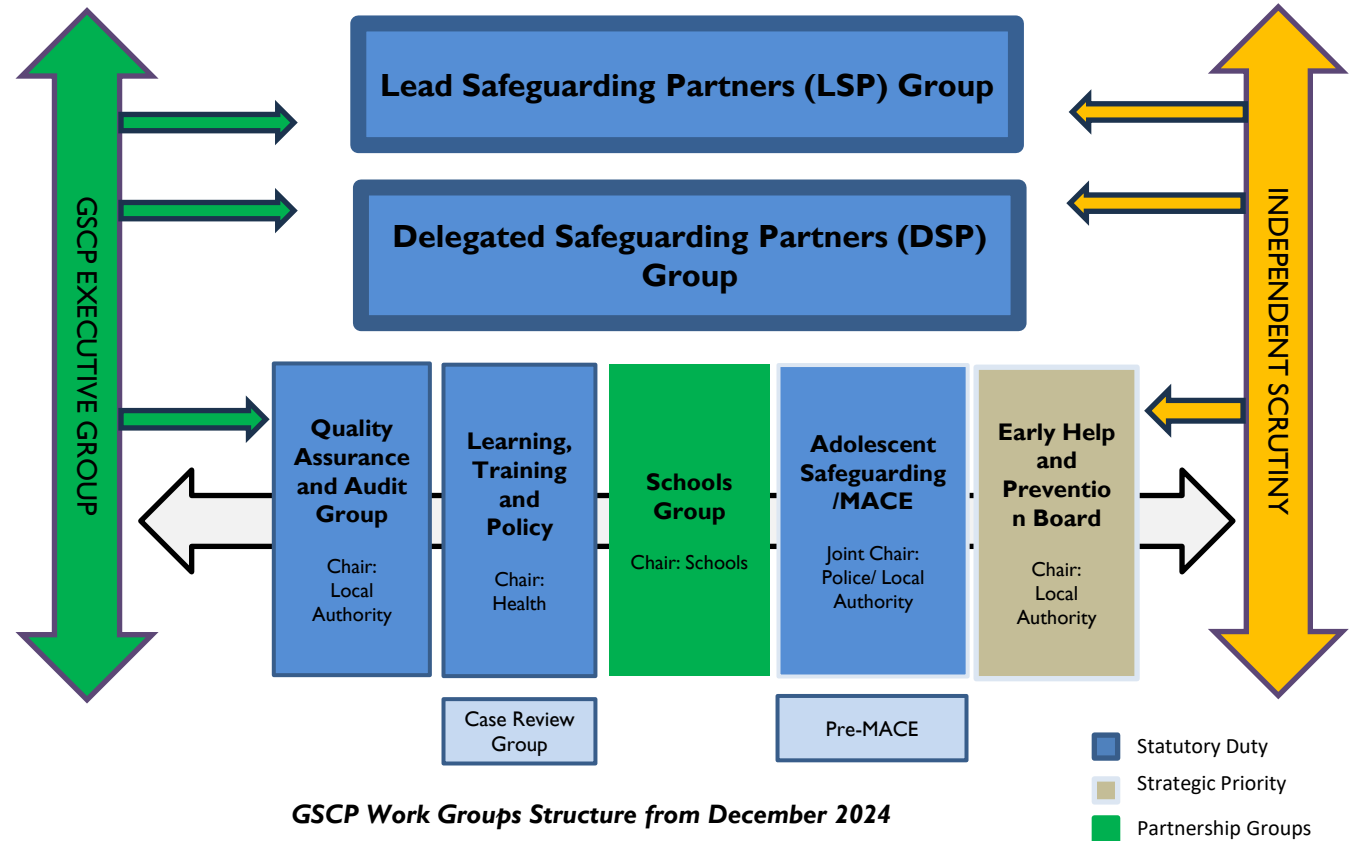 Lead Safeguarding Partners (LSP) Group
Delegated Safeguarding Partners (DSP)
Group
GSCP EXECUTIVE GROUP
INDEPENDENT SCRUTINY
Quality
Assurance
and Audit
Group
Chair:
Local
Authority
Learning,
Training
and
Policy
Chair:
Health
Schools
Group
Chair: Schools
Adolescent
Safeguarding
/MACE
Joint Chair:
Police/ Local
Authority
Early Help
and
Preventio
n Board
Chair:
Local
Authority
Case Review
Group
Pre-MACE
Statutory Duty
Strategic Priority
Partnership Groups
GSCP Work Groups Structure from December 2024